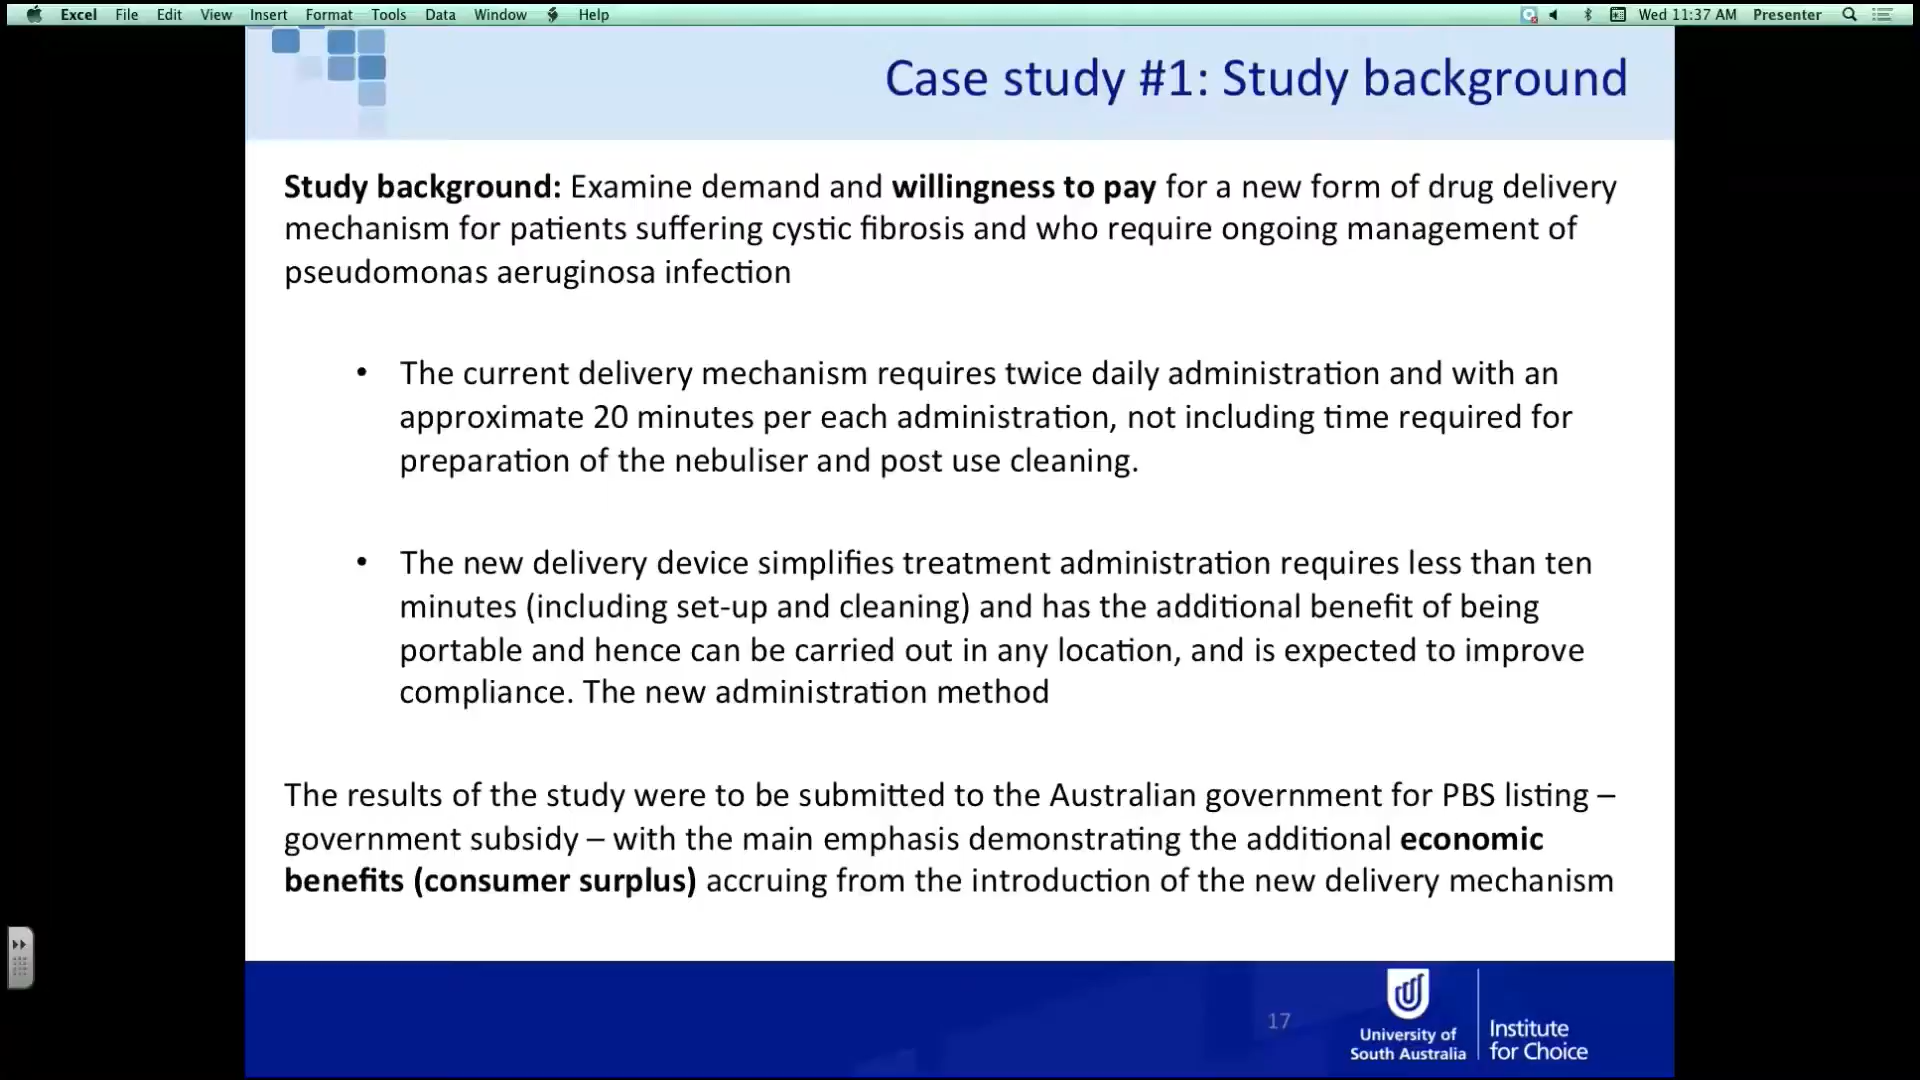 Excel File Edit View Insert Format Tools Data Window Help Wed 11:37 AM Presenter
Case study #1: Study background
Study background: Examine demand and willingness to pay for a new form of drug delivery
mechanism for patients suffering cystic fibrosis and who require ongoing management of
pseudomonas aeruginosa infection
• The current delivery mechanism requires twice daily administration and with an
approximate 20 minutes per each administration, not including time required for
preparation of the nebuliser and post use cleaning.
• The new delivery device simplifies treatment administration requires less than ten
minutes (including set-up and cleaning) and has the additional benefit of being
portable and hence can be carried out in any location, and is expected to improve
compliance. The new administration method
The results of the study were to be submitted to the Australian government for PBS listing –
government subsidy – with the main emphasis demonstrating the additional economic
benefits (consumer surplus) accruing from the introduction of the new delivery mechanism
17
University of
South Australia
Institute
for Choice